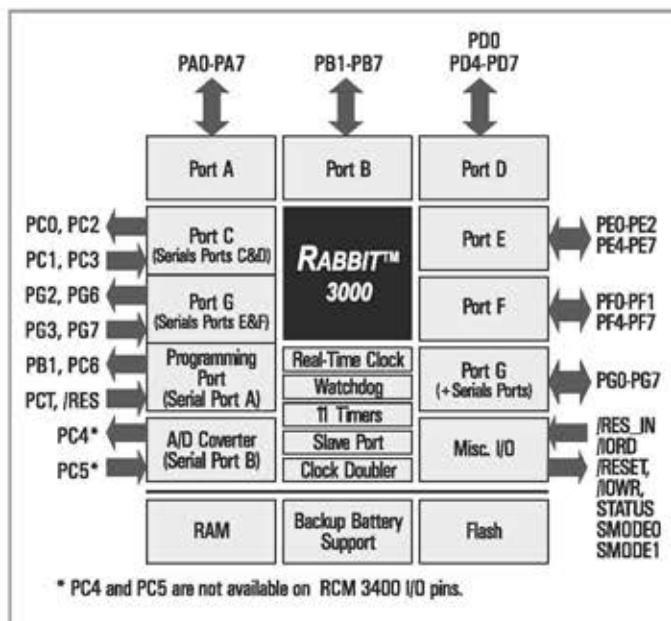 PD0
PA0-PA7 PB1-PB7 PD4-PD7
Port A Port B Port D
PC0, PC2
PC1, PC3
Port C
(Serials Ports C&D)
RABBIT™
3000
Port E
PE0-PE2
PE4-PE7
PG2, PG6
PG3, PG7
Port G
(Serials Ports E&F)
Port F
PF0-PF1
PF4-PF7
PB1, PC6
PCT, /RES
Programming
Port
(Serial Port A)
Real-Time Clock
Watchdog
11 Timers
Slave Port
Clock Doubler
Port G
(+Serials Ports)
PG0-PG7
PC4*
PC5*
A/D Coverter
(Serial Port B)
Misc. I/O
/RES_IN
/IORD
/RESET,
/IOWR,
STATUS
SMODE0
SMODE1
RAM
Backup Battery
Support
Flash
* PC4 and PC5 are not available on RCM 3400 I/O pins.